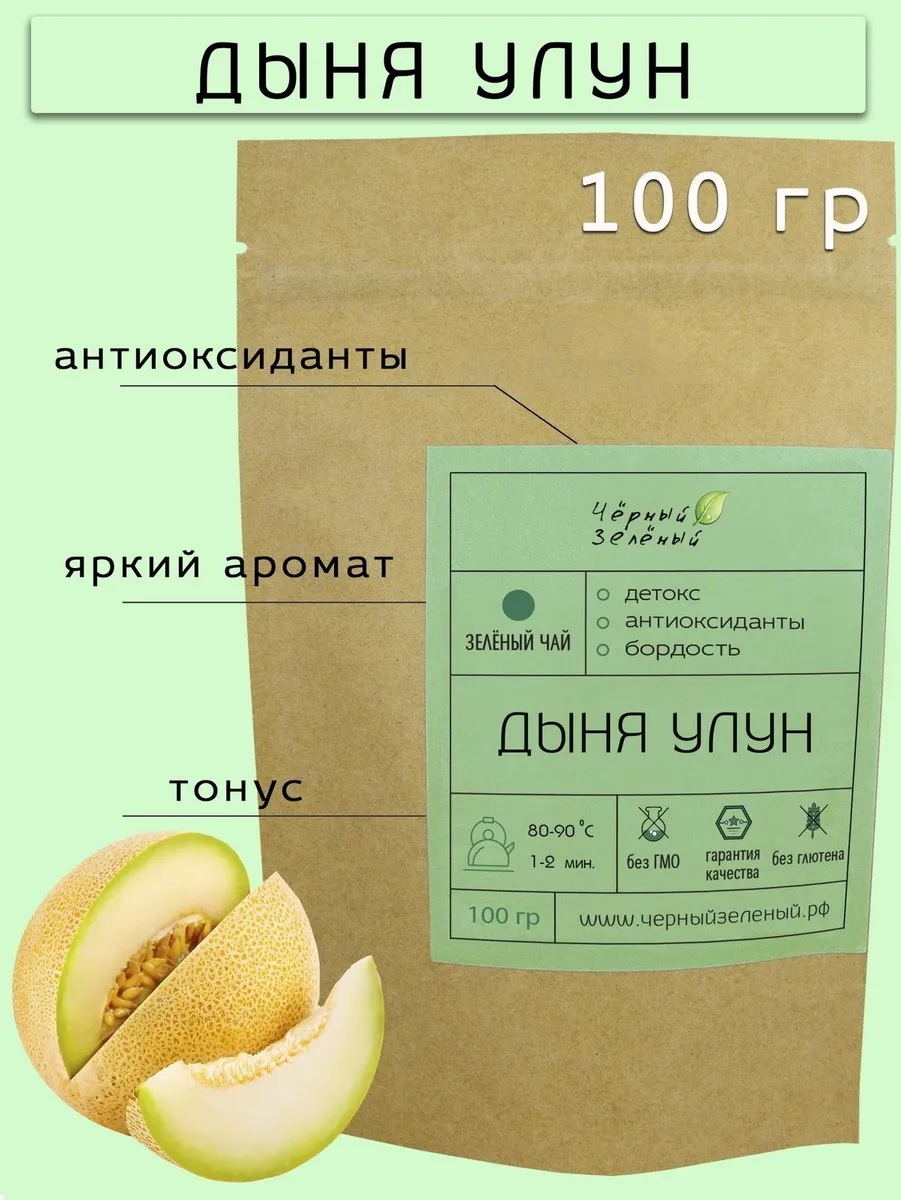 ДЫНЯ УЛУН
100 гр
антиоксиданты
яркий аромат
тонус
Чёрный
Зелёный
ЗЕЛЁНЫЙ ЧАЙ
детокс
антиоксиданты
бордость
ДЫНЯ УЛУН
80-90 °C
1-2 мин.
без ГМО
гарантия
качества
без глютена
100 гр
www.черныйзеленый.рф